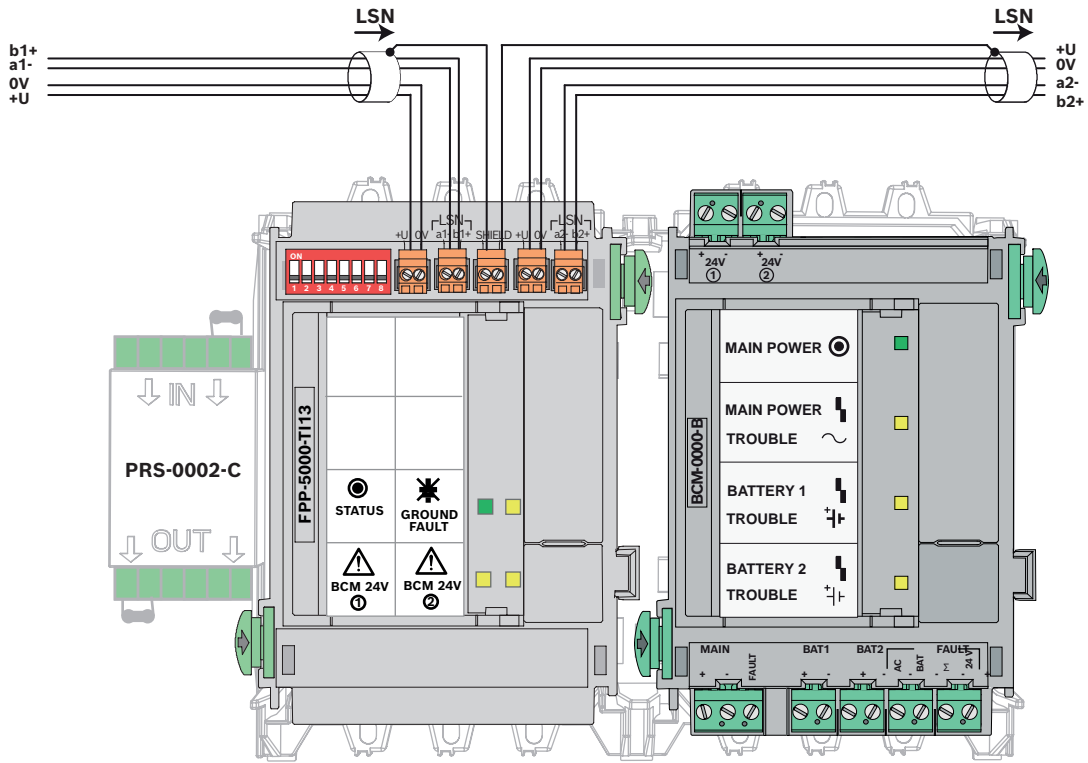 LSN
LSN
b1+
a1-
0V
+U
+U
0V
a2-
b2+
LSN
LSN
+U 0V a1- b1+ SHIELD +U 0V a2- b2+
ON
1 2 3 4 5 6 7 8
+ 24V -
1
+ 24V -
2
IN
PRS-0002-C
OUT
FPP-5000-TI13
STATUS
GROUND
FAULT
BCM 24V
1
BCM 24V
2
BCM-0000-B
MAIN POWER
MAIN POWER
TROUBLE
BATTERY 1
TROUBLE
BATTERY 2
TROUBLE
MAIN
FAULT
BAT1
BAT2
AC
BAT
FAULT
Σ
24 V
+ - + - + - - - - +